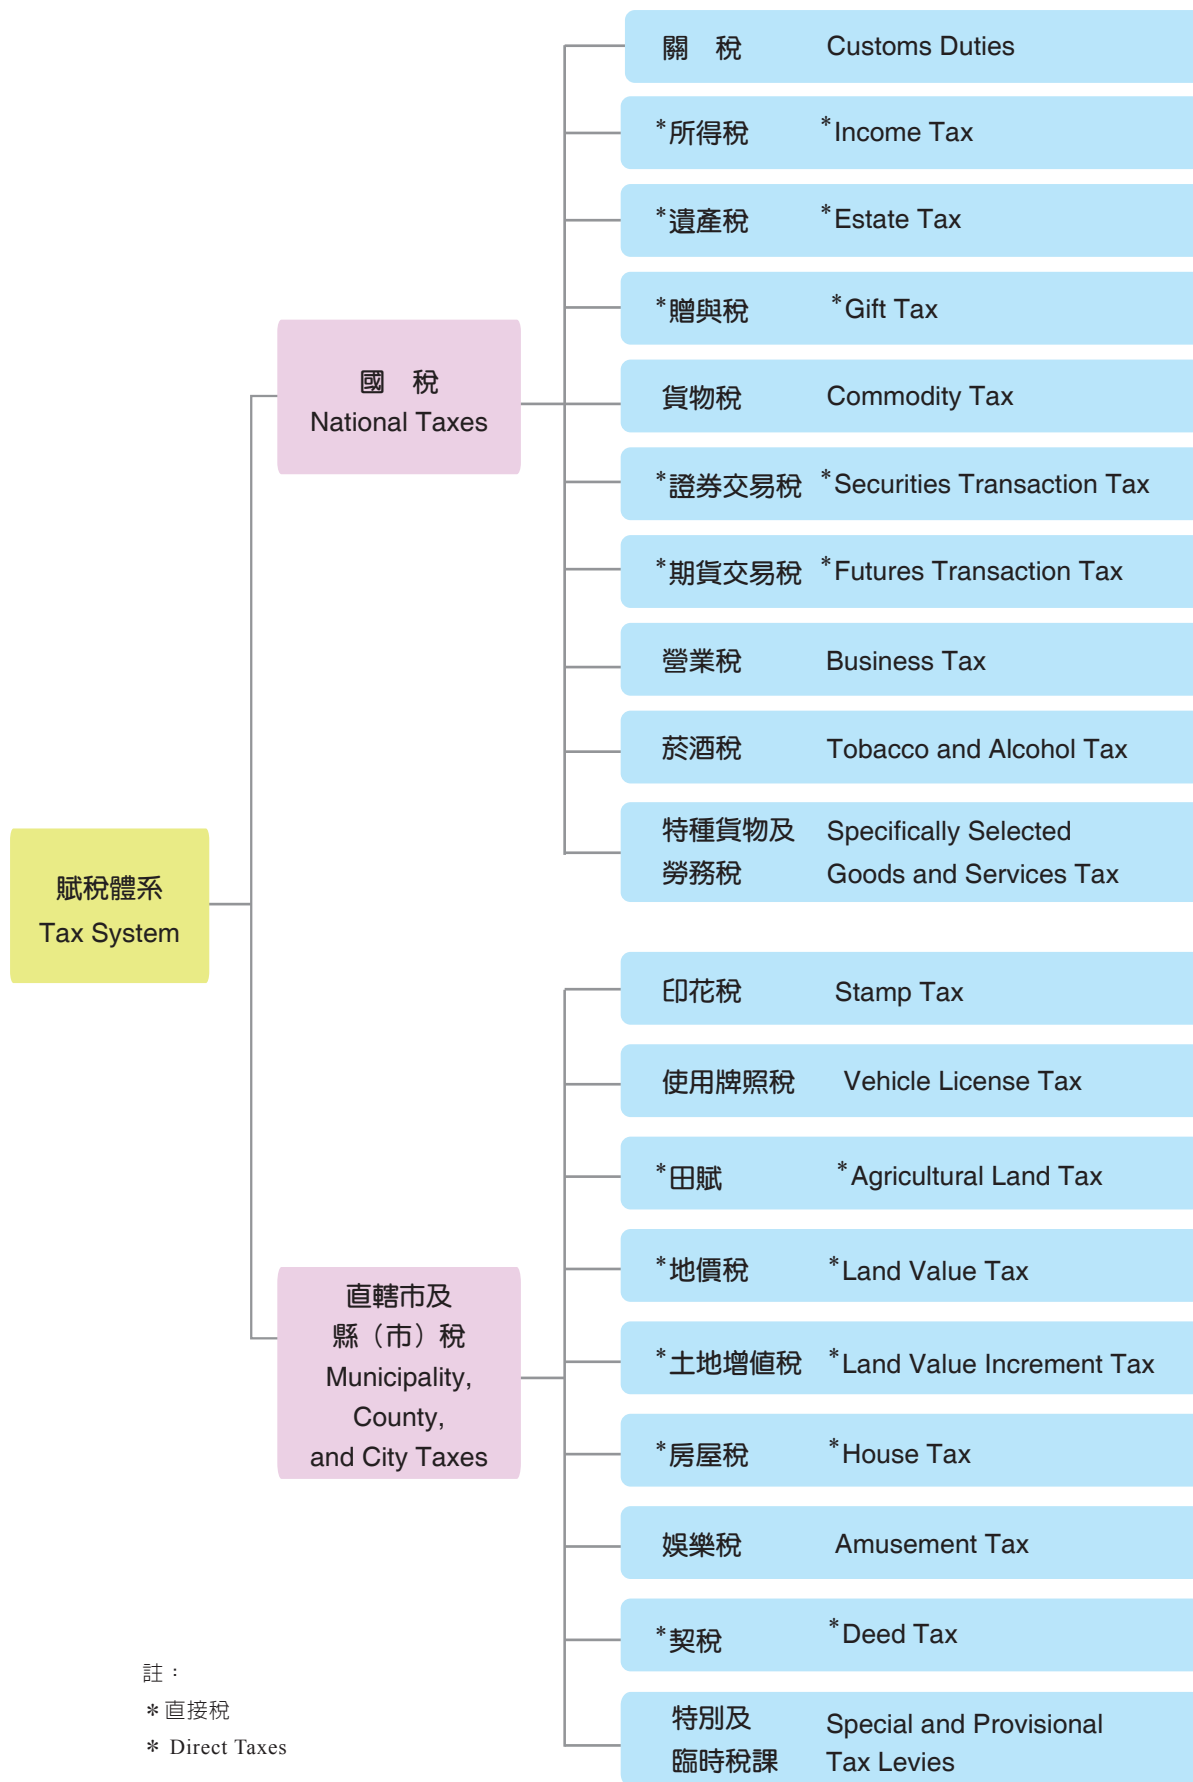 關　稅　Customs Duties
*所得稅　*Income Tax
*遺產稅　*Estate Tax
*贈與稅　*Gift Tax
國　稅
National Taxes
貨物稅　Commodity Tax
*證券交易稅　*Securities Transaction Tax
*期貨交易稅　*Futures Transaction Tax
營業稅　Business Tax
菸酒稅　Tobacco and Alcohol Tax
特種貨物及　Specifically Selected
勞務稅　Goods and Services Tax
賦稅體系
Tax System
印花稅　Stamp Tax
使用牌照稅　Vehicle License Tax
*田賦　*Agricultural Land Tax
*地價稅　*Land Value Tax
直轄市及
縣（市）稅
Municipality,
County,
and City Taxes
*土地增值稅　*Land Value Increment Tax
*房屋稅　*House Tax
娛樂稅　Amusement Tax
*契稅　*Deed Tax
特別及　Special and Provisional
臨時稅課　Tax Levies
註：
＊直接稅
＊ Direct Taxes